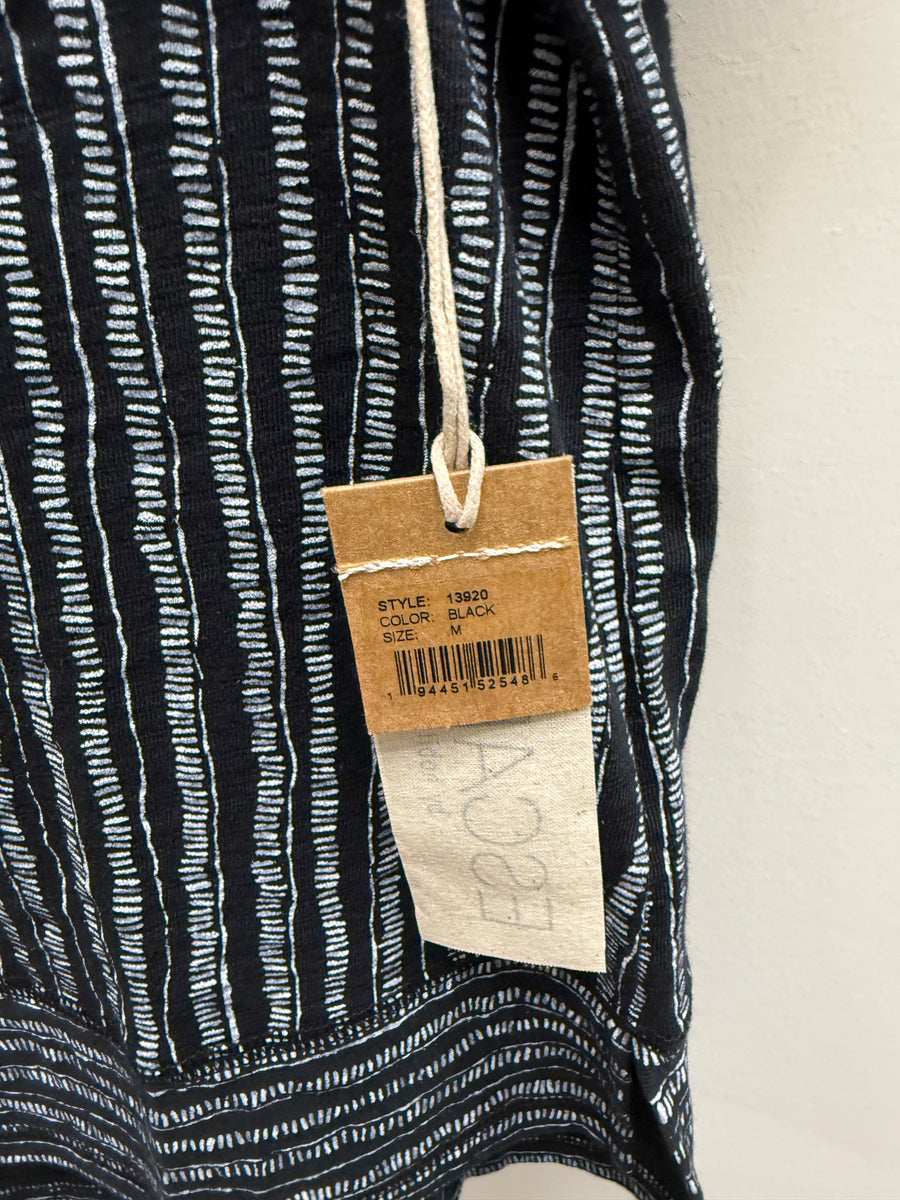 STYLE: 13920
COLOR: BLACK
SIZE: M
1 94451 52548 6